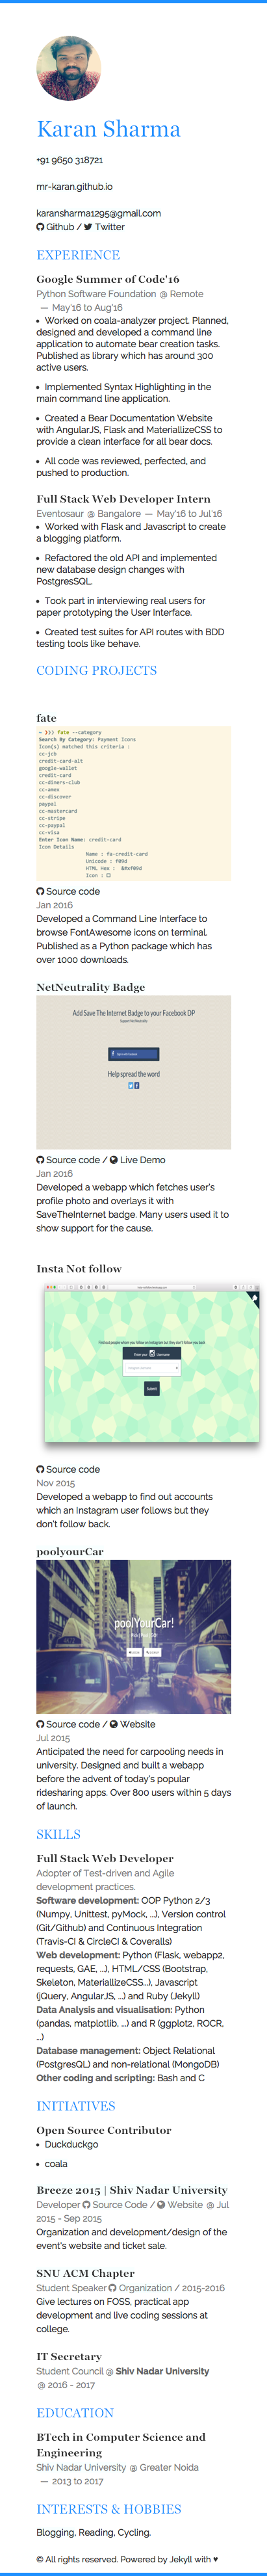 Karan Sharma
+91 9650 318721
mr-karan.github.io
karansharma1295@gmail.com
Github / Twitter
EXPERIENCE
Google Summer of Code'16
Python Software Foundation @ Remote
— May'16 to Aug'16
• Worked on coala-analyzer project. Planned,
designed and developed a command line
application to automate bear creation tasks.
Published as library which has around 300
active users.
• Implemented Syntax Highlighting in the
main command line application.
• Created a Bear Documentation Website
with AngularJS, Flask and MateriallizeCSS to
provide a clean interface for all bear docs.
• All code was reviewed, perfected, and
pushed to production.
Full Stack Web Developer Intern
Eventosaur @ Bangalore — May'16 to Jul'16
• Worked with Flask and Javascript to create
a blogging platform.
• Refactored the old API and implemented
new database design changes with
PostgresSQL.
• Took part in interviewing real users for
paper prototyping the User Interface.
• Created test suites for API routes with BDD
testing tools like behave.
CODING PROJECTS
fate
~ ❯❯❯ fate --category
Search By Category: Payment Icons
Icon(s) matched this criteria :
cc-jcb
credit-card-alt
google-wallet
credit-card
cc-diners-club
cc-amex
cc-discover
paypal
cc-mastercard
cc-stripe
cc-paypal
cc-visa
Enter Icon Name: credit-card
Icon Details
Name : fa-credit-card
Unicode : f09d
HTML Hex : &#xf09d
Icon :
Source code
Jan 2016
Developed a Command Line Interface to
browse FontAwesome icons on terminal.
Published as a Python package which has
over 1000 downloads.
NetNeutrality Badge
Add Save The Internet Badge to your Facebook DP
Support Net Neutrality
Help spread the word
Source code / Live Demo
Jan 2016
Developed a webapp which fetches user's
profile photo and overlays it with
SaveTheInternet badge. Many users used it to
show support for the cause.
Insta Not follow
Find out people whom you follow on Instagram but they don't follow you back
Enter your Username
Submit
Source code
Nov 2015
Developed a webapp to find out accounts
which an Instagram user follows but they
don't follow back.
poolyourCar
poolYourCar!
Source code / Website
Jul 2015
Anticipated the need for carpooling needs in
university. Designed and built a webapp
before the advent of today's popular
ridesharing apps. Over 800 users within 5 days
of launch.
SKILLS
Full Stack Web Developer
Adopter of Test-driven and Agile
development practices.
Software development: OOP Python 2/3
(Numpy, Unittest, pyMock, ...), Version control
(Git/Github) and Continuous Integration
(Travis-CI & CircleCI & Coveralls)
Web development: Python (Flask, webapp2,
requests, GAE, ...), HTML/CSS (Bootstrap,
Skeleton, MateriallizeCSS...), Javascript
(jQuery, AngularJS, ...) and Ruby (Jekyll)
Data Analysis and visualisation: Python
(pandas, matplotlib, ...) and R (ggplot2, ROCR,
...)
Database management: Object Relational
(PostgresQL) and non-relational (MongoDB)
Other coding and scripting: Bash and C
INITIATIVES
Open Source Contributor
• Duckduckgo
• coala
Breeze 2015 | Shiv Nadar University
Developer Source Code / Website @ Jul
2015 - Sep 2015
Organization and development/design of the
event's website and ticket sale.
SNU ACM Chapter
Student Speaker Organization / 2015-2016
Give lectures on FOSS, practical app
development and live coding sessions at
college.
IT Secretary
Student Council @ Shiv Nadar University
@ 2016 - 2017
EDUCATION
BTech in Computer Science and
Engineering
Shiv Nadar University @ Greater Noida
— 2013 to 2017
INTERESTS & HOBBIES
Blogging, Reading, Cycling.
© All rights reserved. Powered by Jekyll with ♥